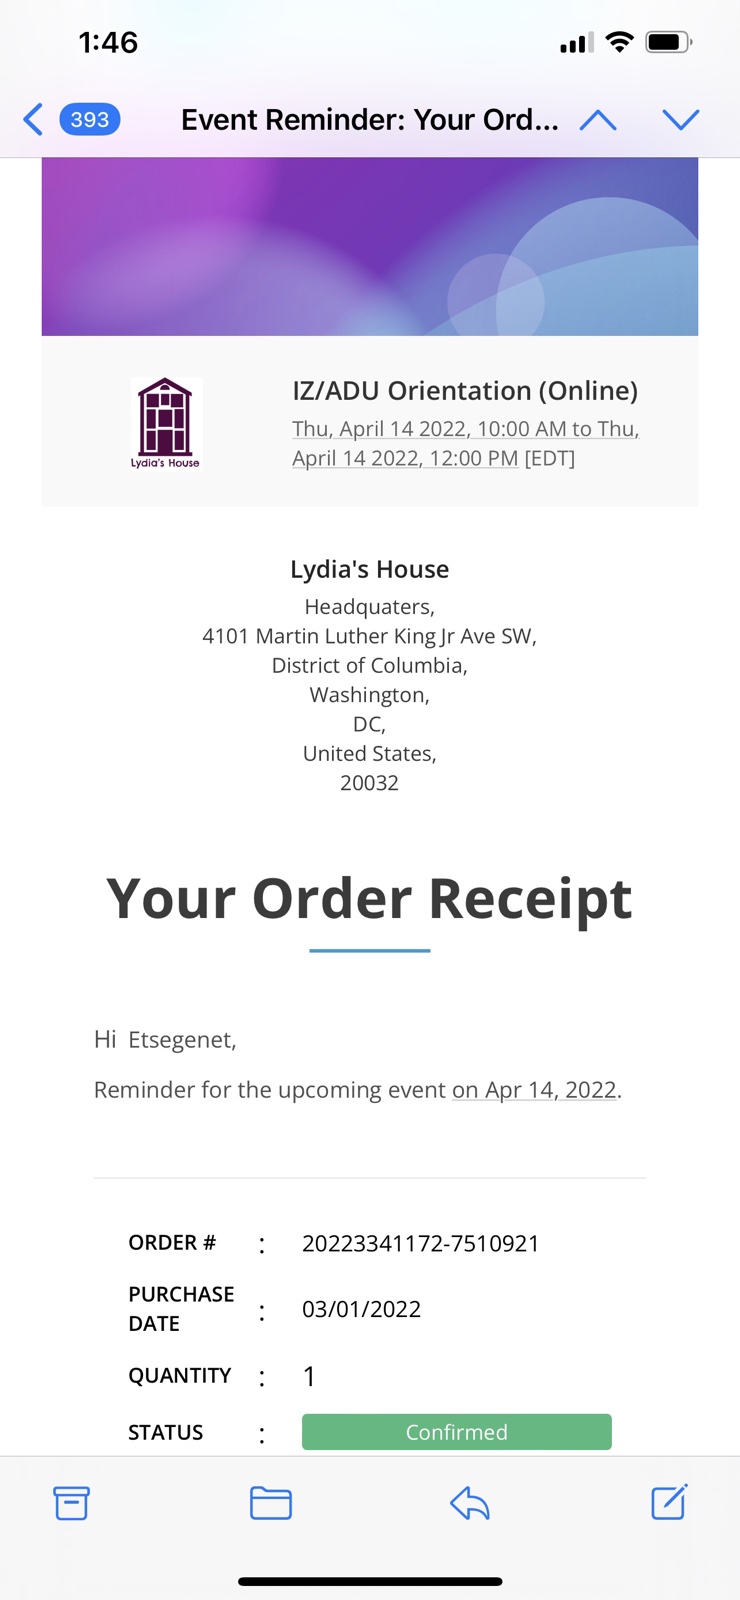 1:46
393
Event Reminder: Your Ord...
IZ/ADU Orientation (Online)
Thu, April 14 2022, 10:00 AM to Thu,
April 14 2022, 12:00 PM [EDT]
Lydia's House
Lydia's House
Headquaters,
4101 Martin Luther King Jr Ave SW,
District of Columbia,
Washington,
DC,
United States,
20032
Your Order Receipt
Hi Etsegenet,
Reminder for the upcoming event on Apr 14, 2022.
ORDER # : 20223341172-7510921
PURCHASE
DATE : 03/01/2022
QUANTITY : 1
STATUS : Confirmed